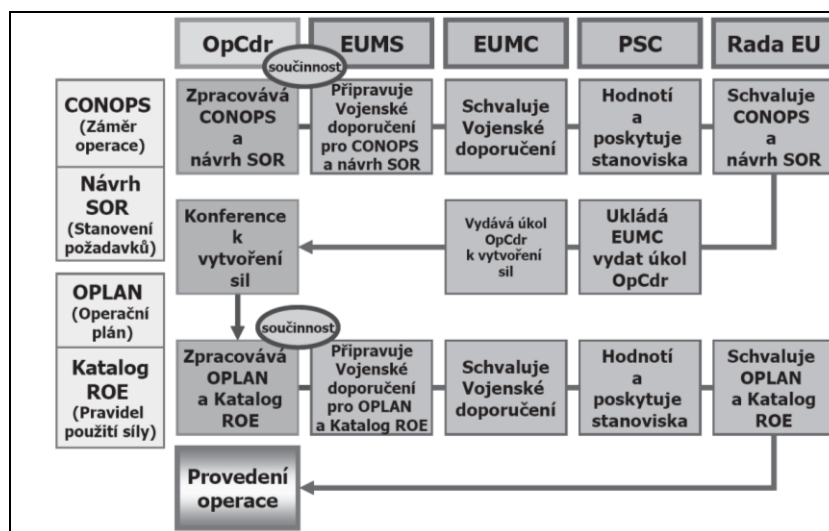 OpCdr
EUMS
EUMC
PSC
Rada EU
součinnost
CONOPS
(Záměr
operace)
Zpracovává
CONOPS
a
návrh SOR
Připravuje
Vojenské
doporučení
pro CONOPS
a návrh SOR
Schvaluje
Vojenské
doporučení
Hodnotí
a
poskytuje
stanoviska
Schvaluje
CONOPS
a
návrh SOR
Návrh
SOR
(Stanovení
požadavků)
Konference
k
vytvoření
sil
Vydává úkol
OpCdr
k vytvoření
sil
Ukládá
EUMC
vydat úkol
OpCdr
OPLAN
(Operační
plán)
součinnost
Katalog
ROE
(Pravidel
použití síly)
Zpracovává
OPLAN
a Katalog
ROE
Připravuje
Vojenské
doporučení
pro OPLAN
a Katalog ROE
Schvaluje
Vojenské
doporučení
Hodnotí
a
poskytuje
stanoviska
Schvaluje
OPLAN
a Katalog
ROE
Provedení
operace